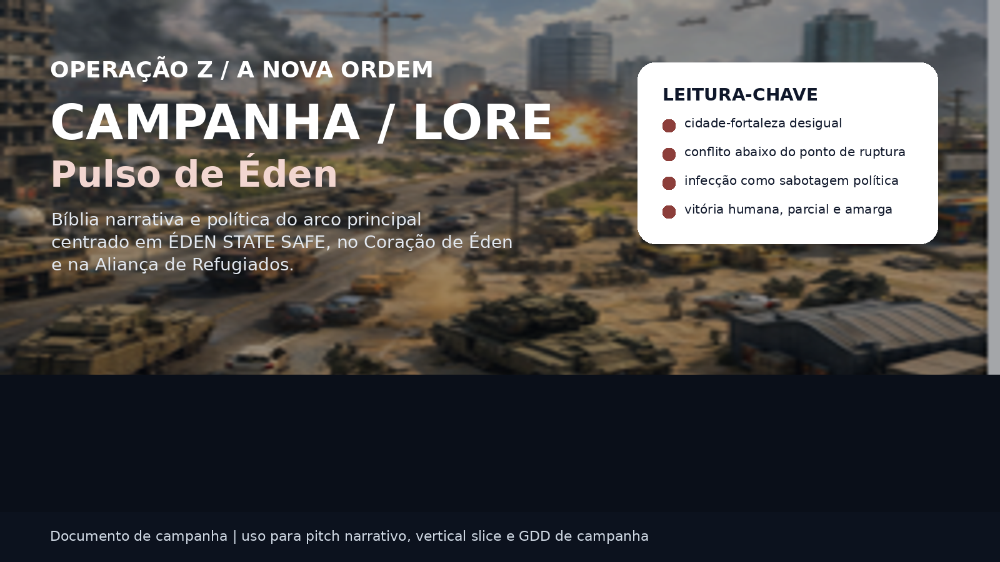 OPERAÇÃO Z / A NOVA ORDEM
CAMPANHA / LORE
Pulso de Éden
Bíblia narrativa e política do arco principal
centrado em ÉDEN STATE SAFE, no Coração de Éden
e na Aliança de Refugiados.
LEITURA-CHAVE
cidade-fortaleza desigual
conflito abaixo do ponto de ruptura
infecção como sabotagem política
vitória humana, parcial e amarga
Documento de campanha | uso para pitch narrativo, vertical slice e GDD de campanha